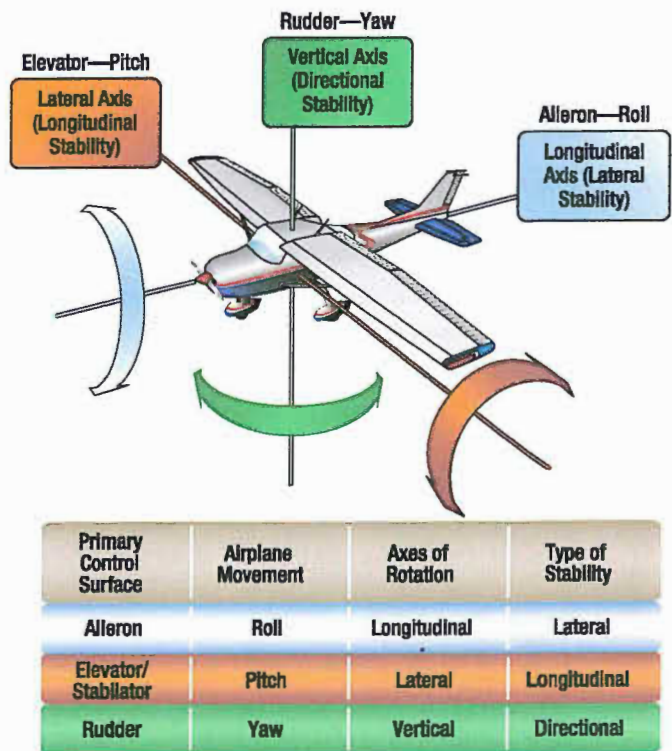 Rudder—Yaw
Vertical Axis
(Directional
Stability)
Elevator—Pitch
Lateral Axis
(Longitudinal
Stability)
Aileron—Roll
Longitudinal
Axis (Lateral
Stability)
Primary
Control
Surface
Airplane
Movement
Axes of
Rotation
Type of
Stability
Aileron Roll Longitudinal Lateral
Elevator/
Stabilator
Pitch Lateral Longitudinal
Rudder Yaw Vertical Directional